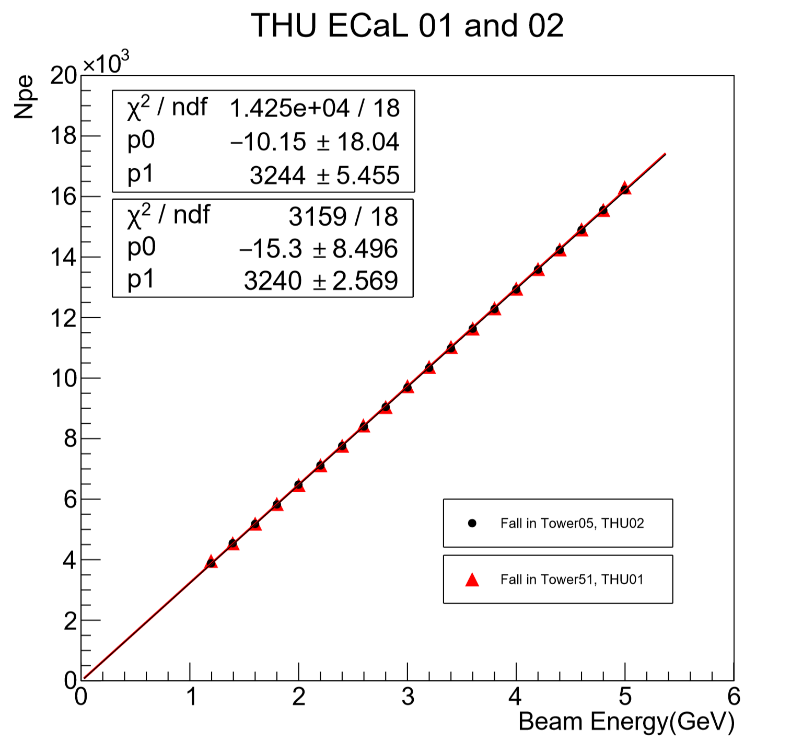 THU ECaL 01 and 02
×10³
Npe
20
18
16
14
12
10
8
6
4
2
0
χ² / ndf 1.425e+04 / 18
p0 −10.15 ± 18.04
p1 3244 ± 5.455
χ² / ndf 3159 / 18
p0 −15.3 ± 8.496
p1 3240 ± 2.569
Fall in Tower05, THU02
Fall in Tower51, THU01
0 1 2 3 4 5 6
Beam Energy(GeV)